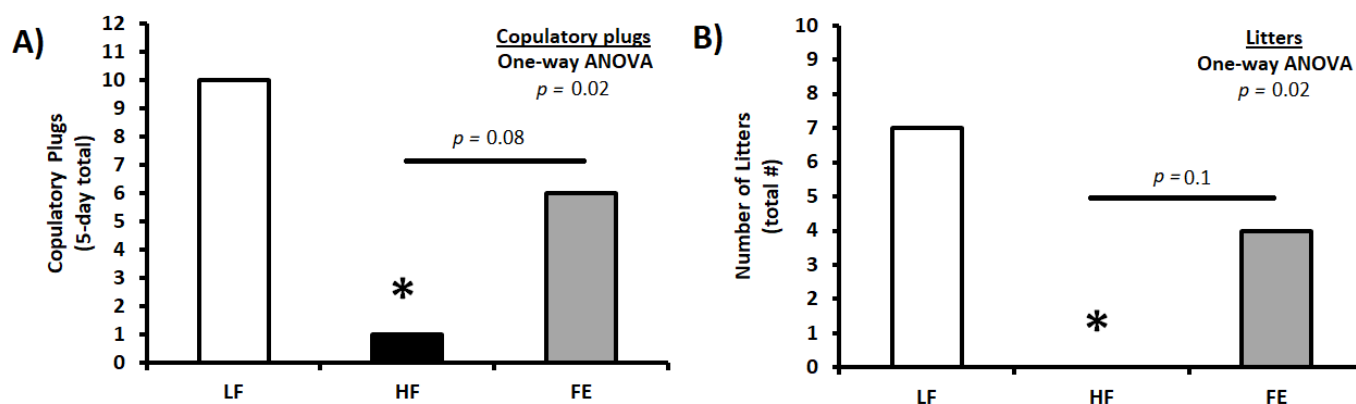 A)
Copulatory plugs
One-way ANOVA
p = 0.02
p = 0.08
Copulatory Plugs
(5-day total)
12
11
10
9
8
7
6
5
4
3
2
1
0
*
LF HF FE
B)
Litters
One-way ANOVA
p = 0.02
p = 0.1
Number of Litters
(total #)
10
9
8
7
6
5
4
3
2
1
0
*
LF HF FE